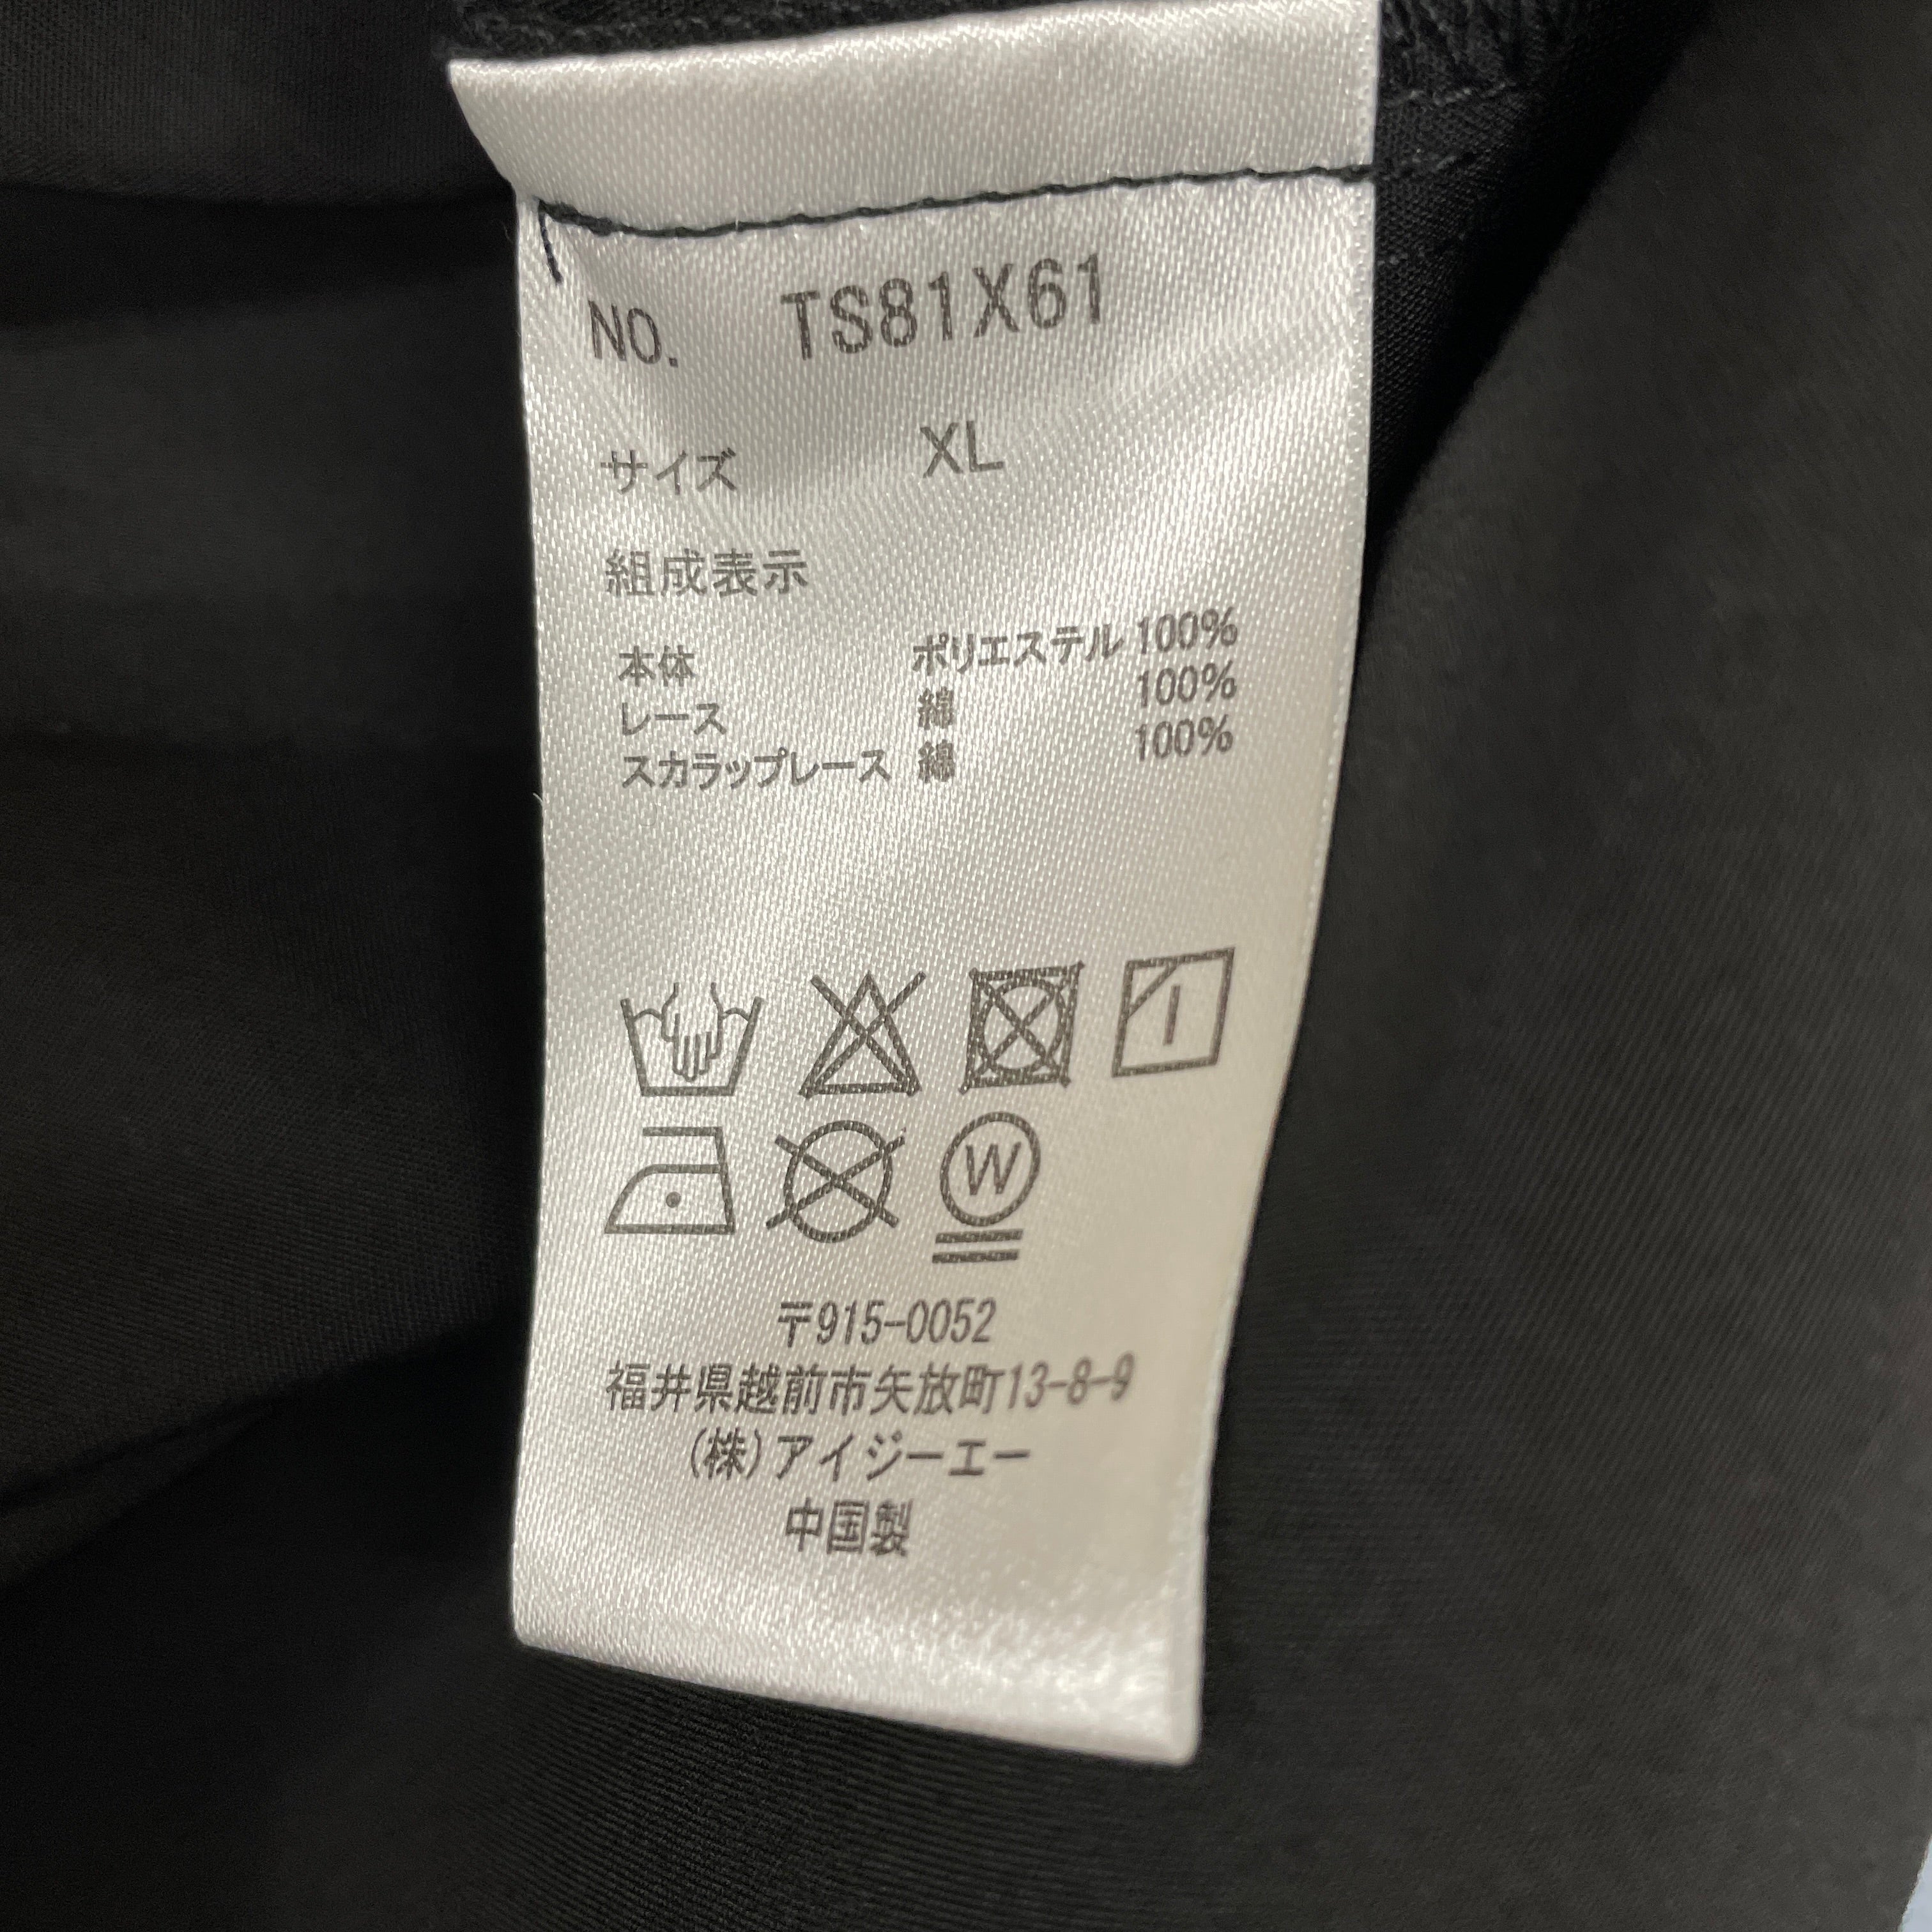 NO. TS81X61
サイズ XL
組成表示
本体 ポリエステル 100%
レース 綿 100%
スカラップレース 綿 100%
W
〒915-0052
福井県越前市矢放町13-8-9
(株)アイジーエー
中国製